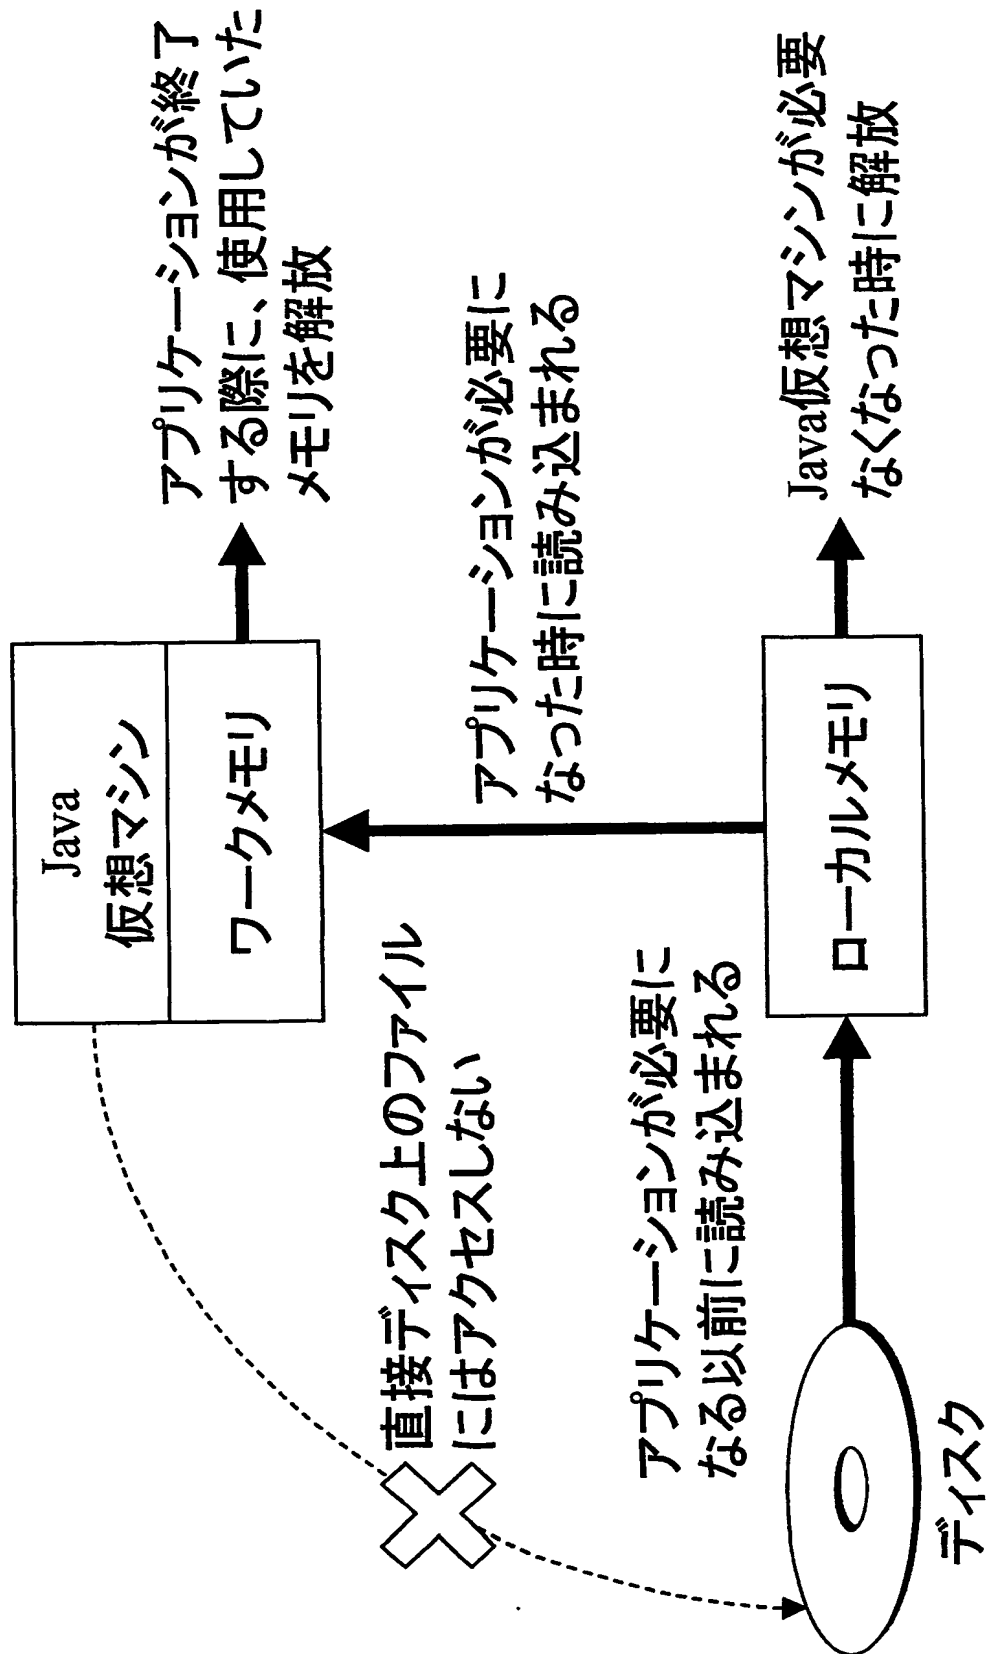 Java
仮想マシン
ワークメモリ
アプリケーションが終了
する際に、使用していた
メモリを解放
直接ディスク上のファイル
にはアクセスしない
アプリケーションが必要に
なった時に読み込まれる
アプリケーションが必要に
なる以前に読み込まれる
ローカルメモリ
Java仮想マシンが必要
なくなった時に解放
ディスク